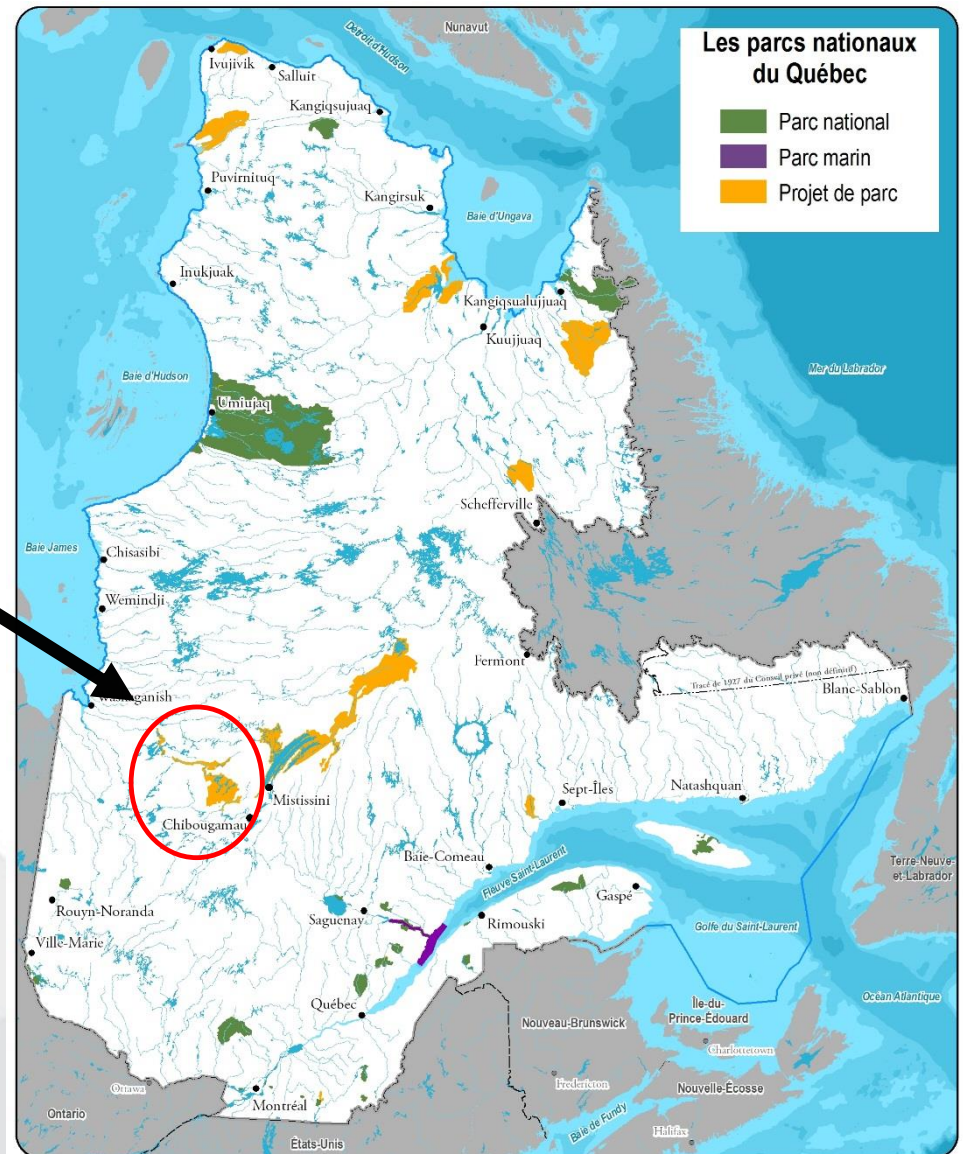 Nunavut
Détroit d'Hudson
Les parcs nationaux
du Québec
Parc national
Parc marin
Projet de parc
Ivujivik
Salluit
Kangiqsujuaq
Puvirnituq
Kangirsuk
Baie d'Ungava
Inukjuak
Kangiqsualujjuaq
Kuujjuaq
Baie d'Hudson
Mer du Labrador
Umiujaq
Schefferville
Baie James
Chisasibi
Wemindji
Fermont
Tracé de 1927 du Conseil privé (non définitif)
Blanc-Sablon
Mistissini
Sept-Îles
Natashquan
Chibougamau
Baie-Comeau
Fleuve Saint-Laurent
Terre-Neuve-
et-Labrador
Rouyn-Noranda
Saguenay
Rimouski
Gaspé
Golfe du Saint-Laurent
Ville-Marie
Québec
Océan Atlantique
Île-du-
Prince-Édouard
Nouveau-Brunswick
Charlottetown
Ottawa
Fredericton
Nouvelle-Écosse
Montréal
Ontario
Baie de Fundy
Halifax
États-Unis